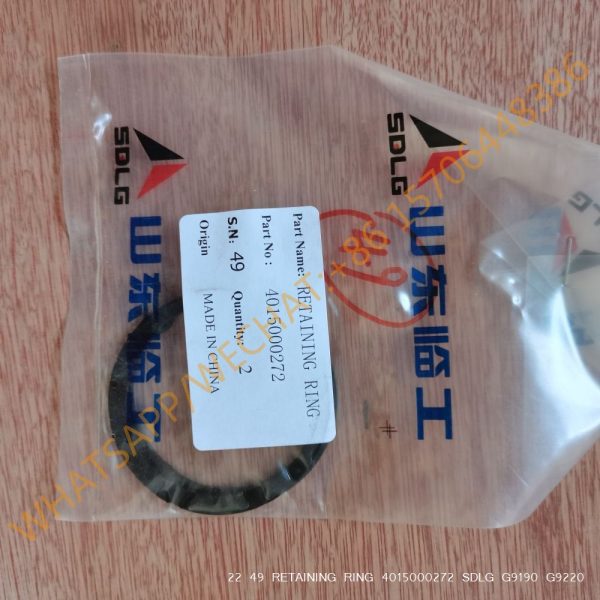 SDLG
山东临工
SDLG
山东临工
Part Name: RETAINING RING
Part No: 4015000272
S.N: 49 Quantity: 2
Origin MADE IN CHINA
#
WHATSAPP/WECHAT:+86 15706448386
22 49 RETAINING RING 4015000272 SDLG G9190 G9220